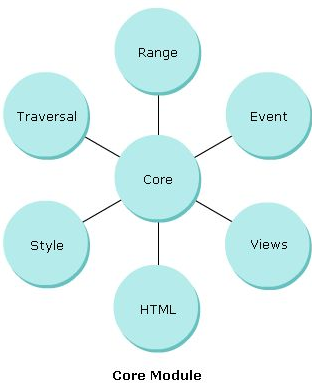 Range
Traversal
Event
Core
Style
Views
HTML
Core Module